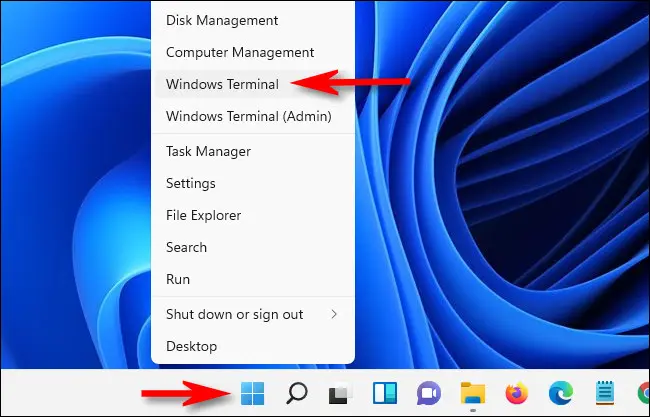 Disk Management
Computer Management
Windows Terminal
Windows Terminal (Admin)
Task Manager
Settings
File Explorer
Search
Run
Shut down or sign out
Desktop